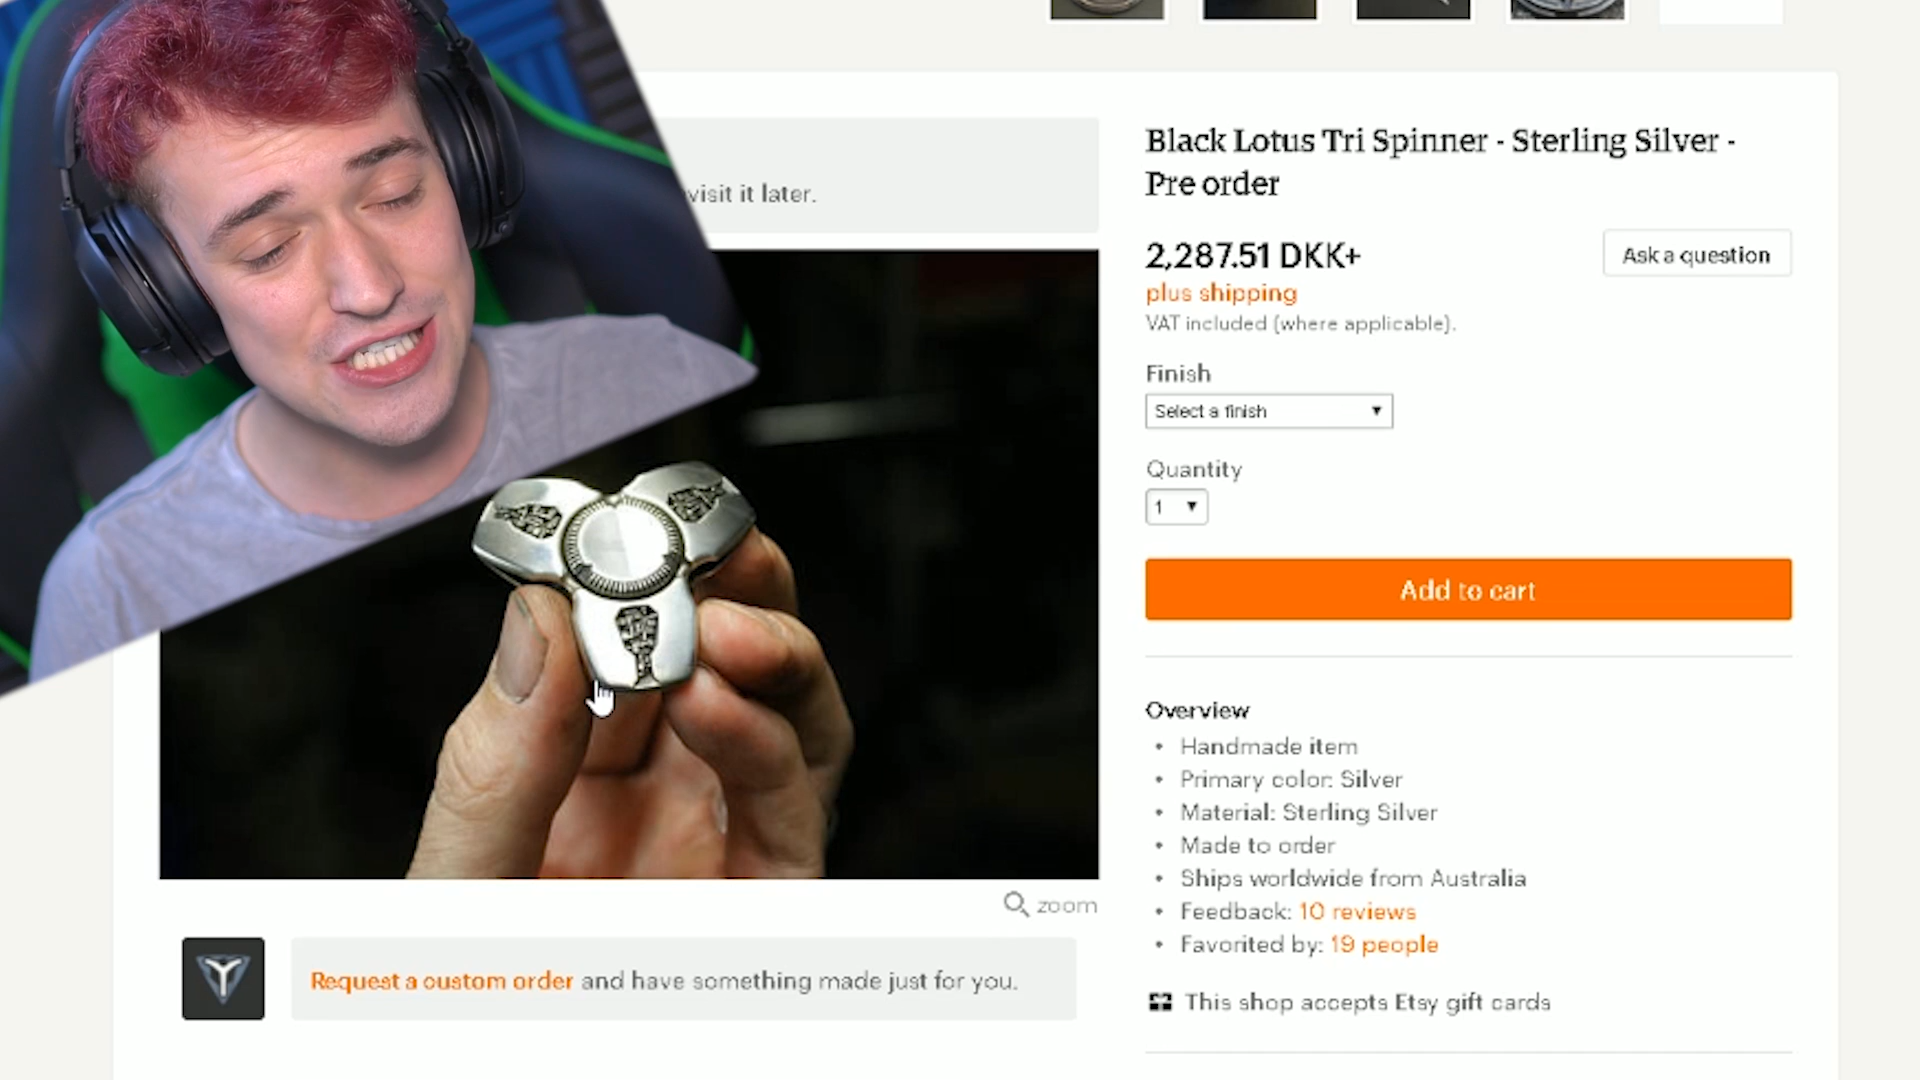 visit it later.
Black Lotus Tri Spinner - Sterling Silver -
Pre order
2,287.51 DKK+
Ask a question
plus shipping
VAT included (where applicable).
Finish
Select a finish
Quantity
1
Add to cart
Overview
• Handmade item
• Primary color: Silver
• Material: Sterling Silver
• Made to order
• Ships worldwide from Australia
• Feedback: 10 reviews
• Favorited by: 19 people
This shop accepts Etsy gift cards
zoom
Request a custom order and have something made just for you.